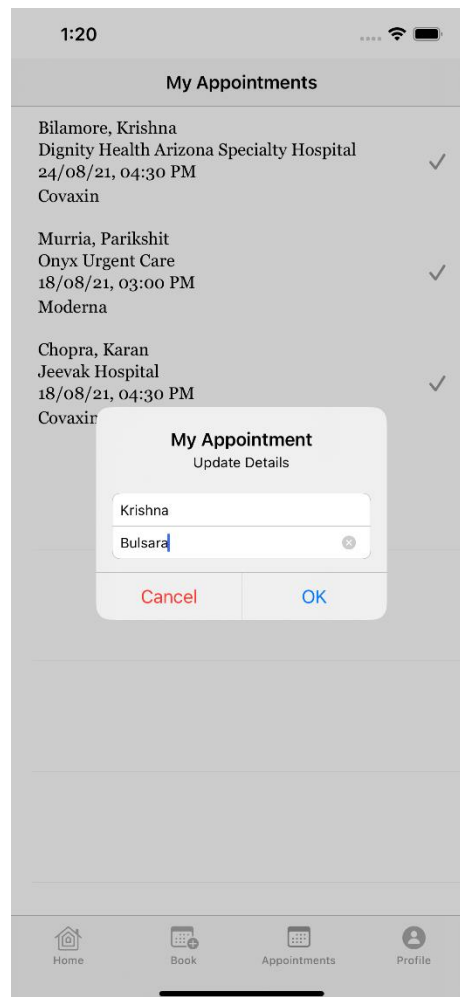 1:20
My Appointments
Bilamore, Krishna
Dignity Health Arizona Specialty Hospital
24/08/21, 04:30 PM
Covaxin
Murria, Parikshit
Onyx Urgent Care
18/08/21, 03:00 PM
Moderna
Chopra, Karan
Jeevak Hospital
18/08/21, 04:30 PM
Covaxin
My Appointment
Update Details
Krishna
Bulsara
Cancel OK
Home Book Appointments Profile